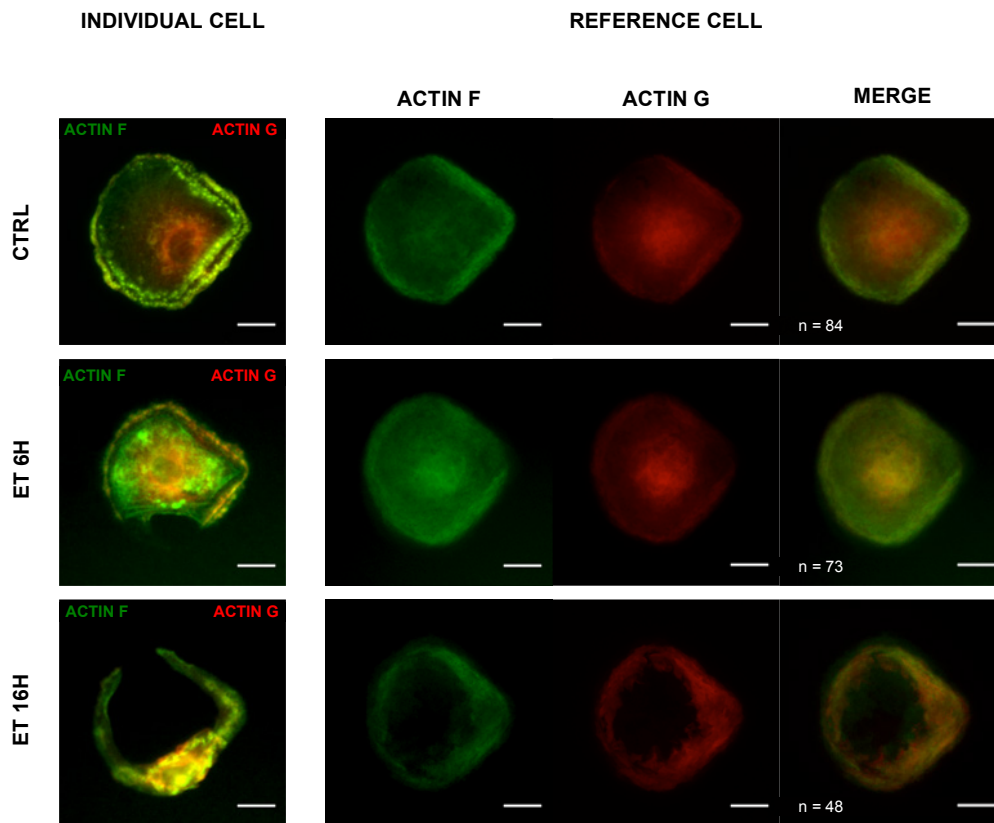 INDIVIDUAL CELL
REFERENCE CELL
ACTIN F
ACTIN G
MERGE
CTRL
ACTIN F
ACTIN G
n = 84
ET 6H
ACTIN F
ACTIN G
n = 73
ET 16H
ACTIN F
ACTIN G
n = 48